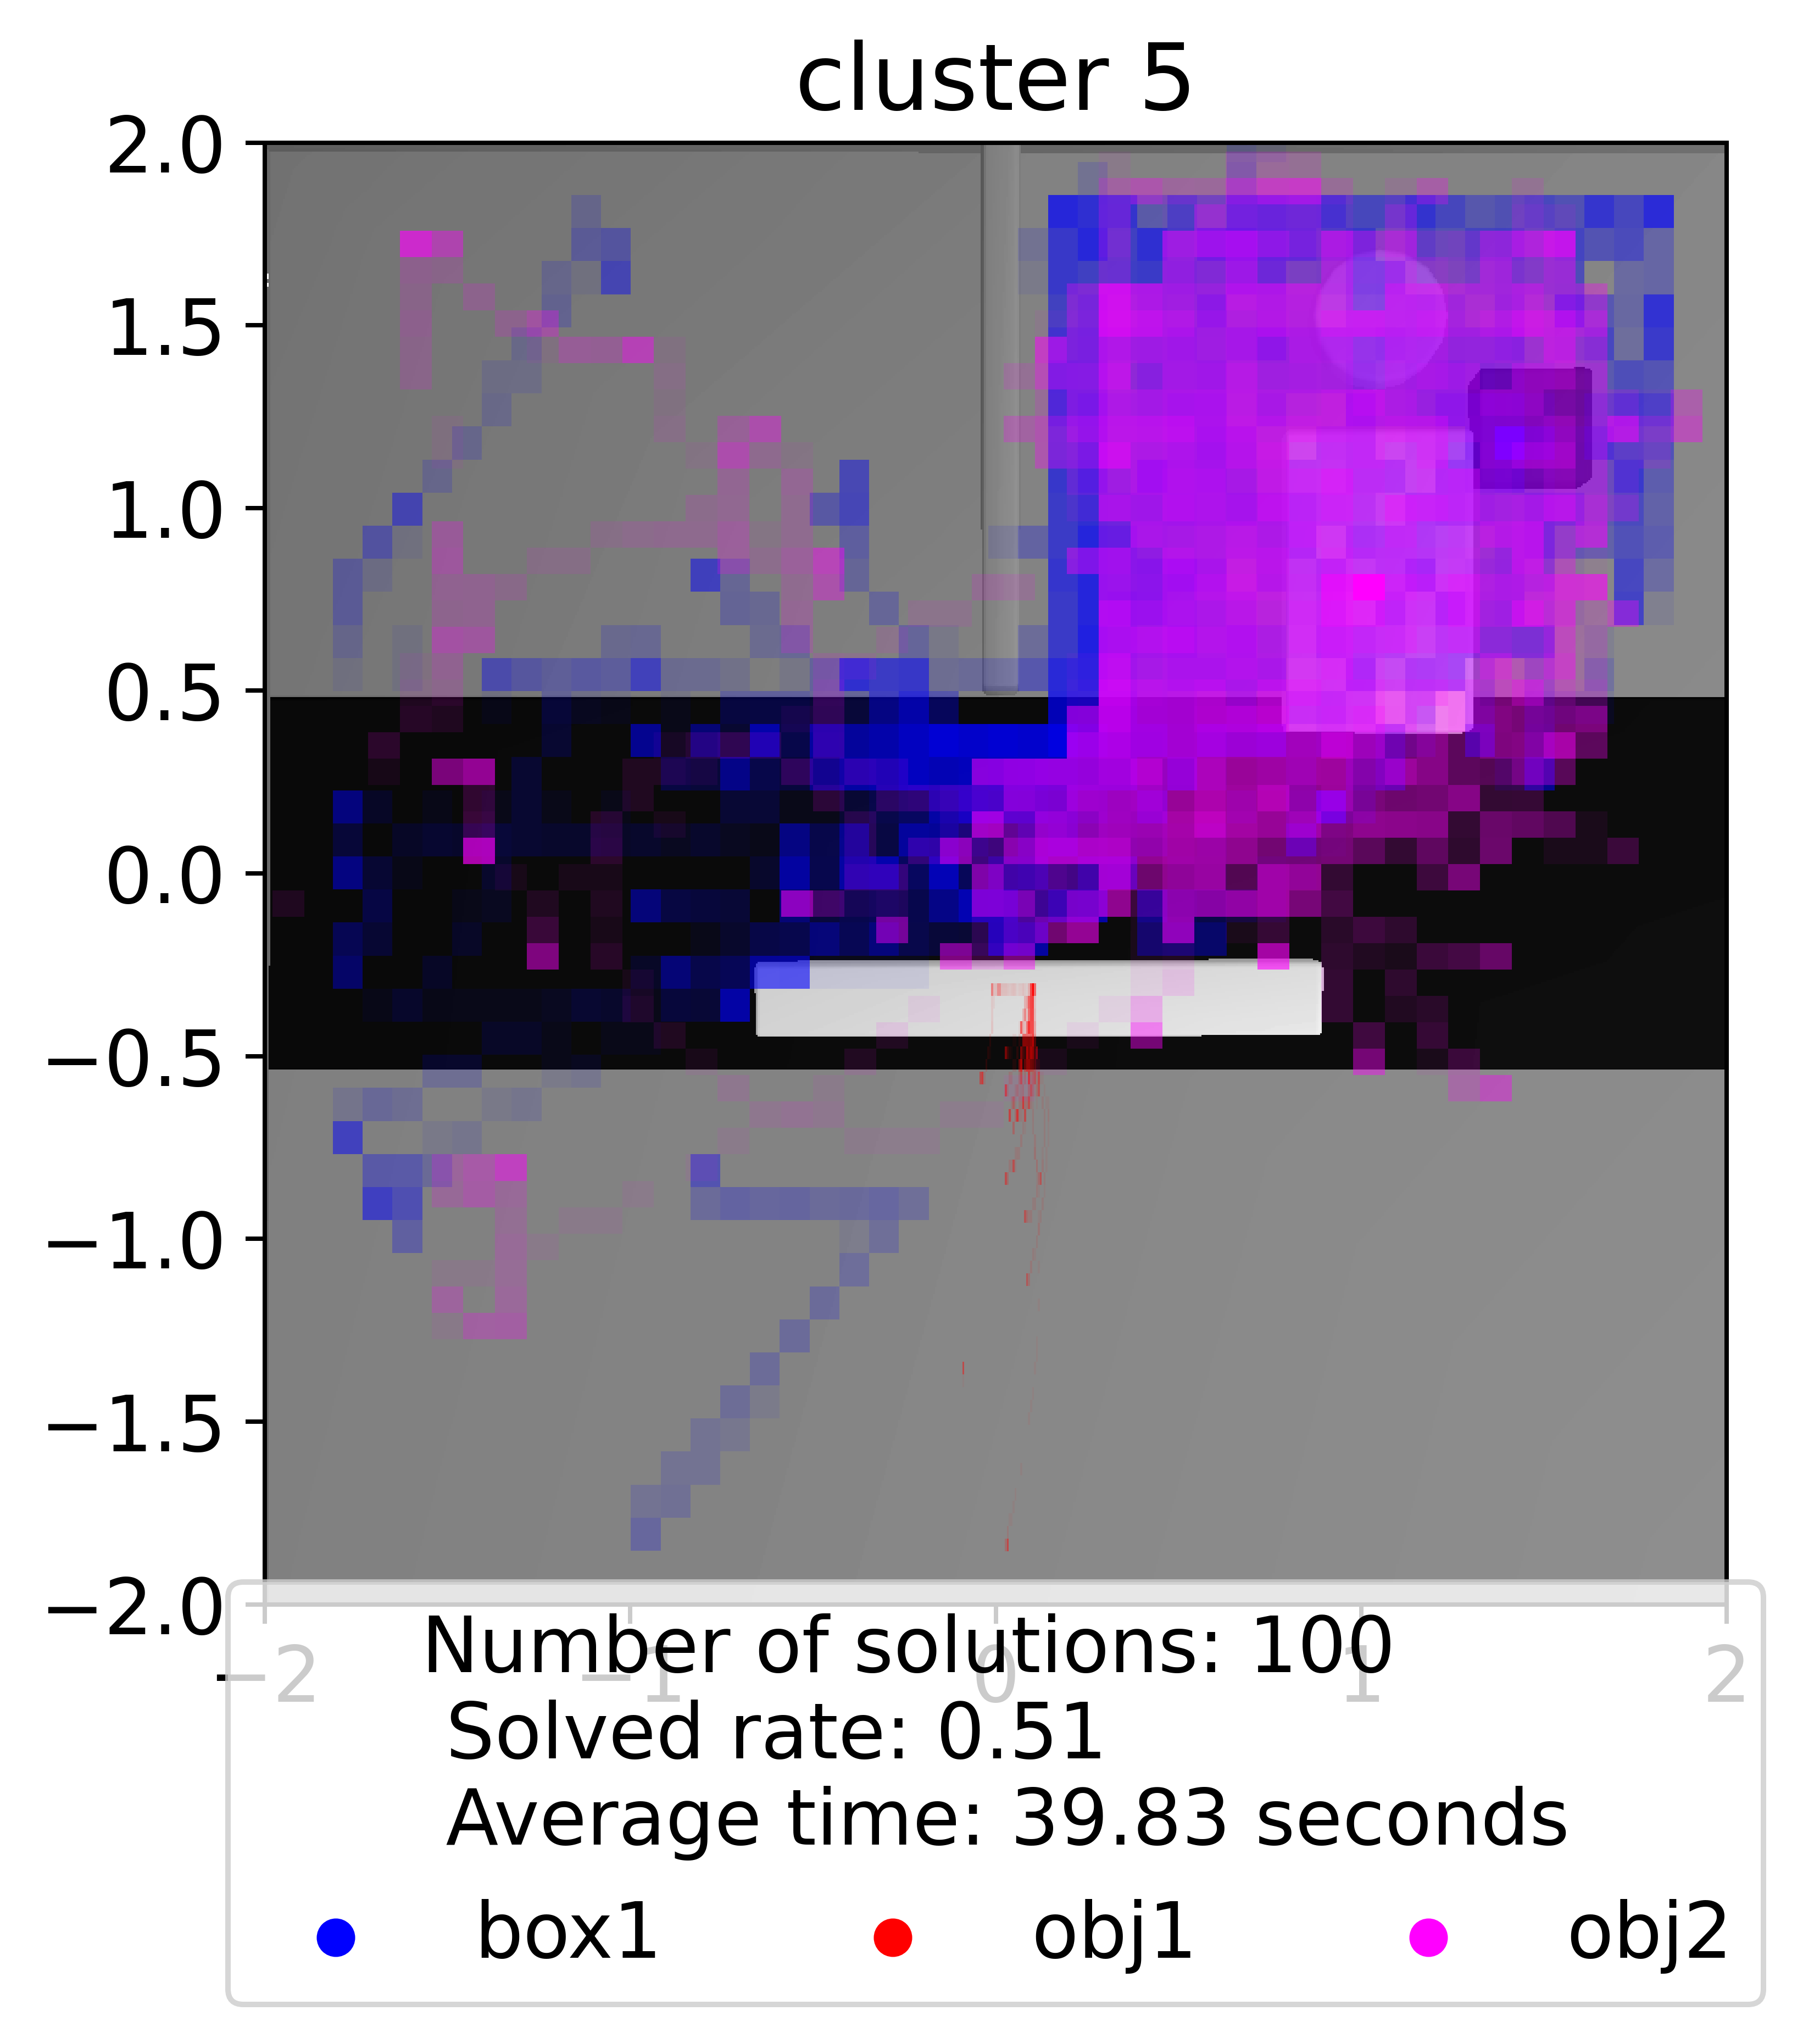 cluster 5
2.0
1.5
1.0
0.5
0.0
−0.5
−1.0
−1.5
−2.0
−2 −1 0 1 2
Number of solutions: 100
Solved rate: 0.51
Average time: 39.83 seconds
box1 obj1 obj2